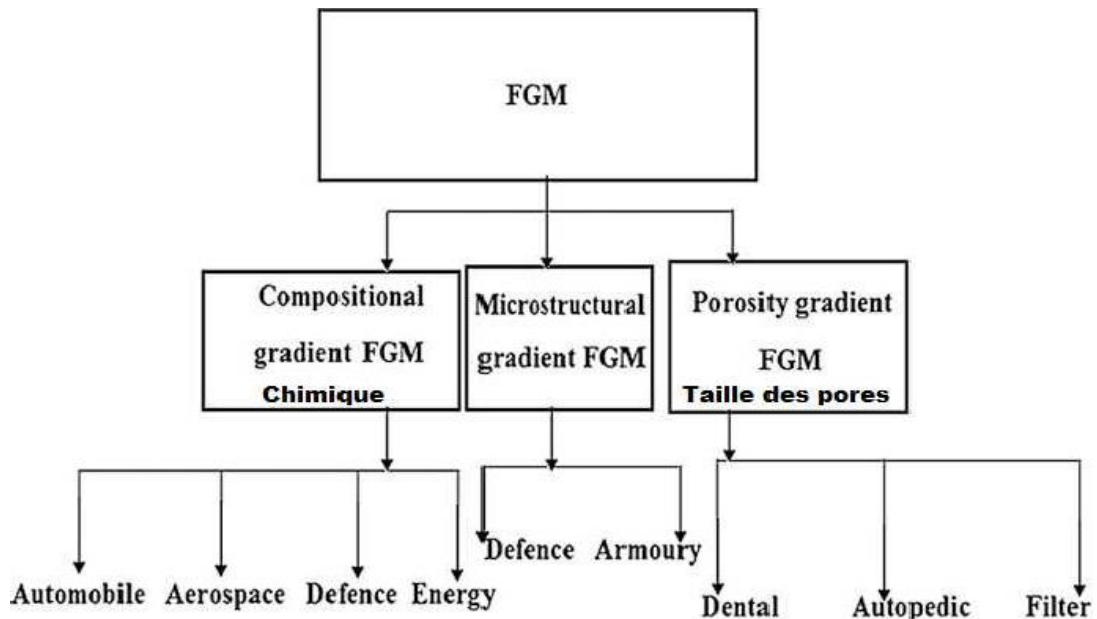 FGM
Compositional
gradient FGM
Chimique
Microstructural
gradient FGM
Porosity gradient
FGM
Taille des pores
Automobile Aerospace Defence Energy
Defence Armoury
Dental Autopedic Filter